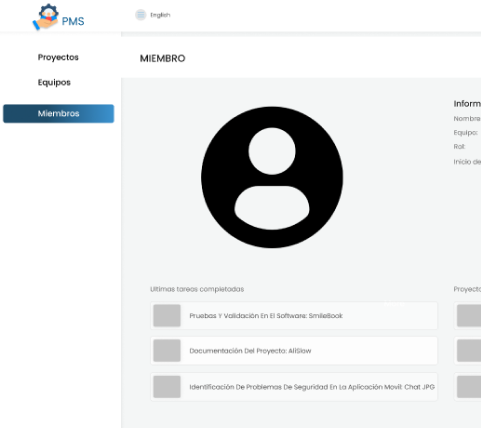 PMS
English
Proyectos
Equipos
Miembros
MIEMBRO
Inform
Nombre
Equipo:
Rol:
Inicio de
Ultimas tareas completadas
Proyecto
Pruebas Y Validación En El Software: SmileBook
Documentación Del Proyecto: AllSlow
Identificación De Problemas De Seguridad En La Aplicación Movil: Chat JPG